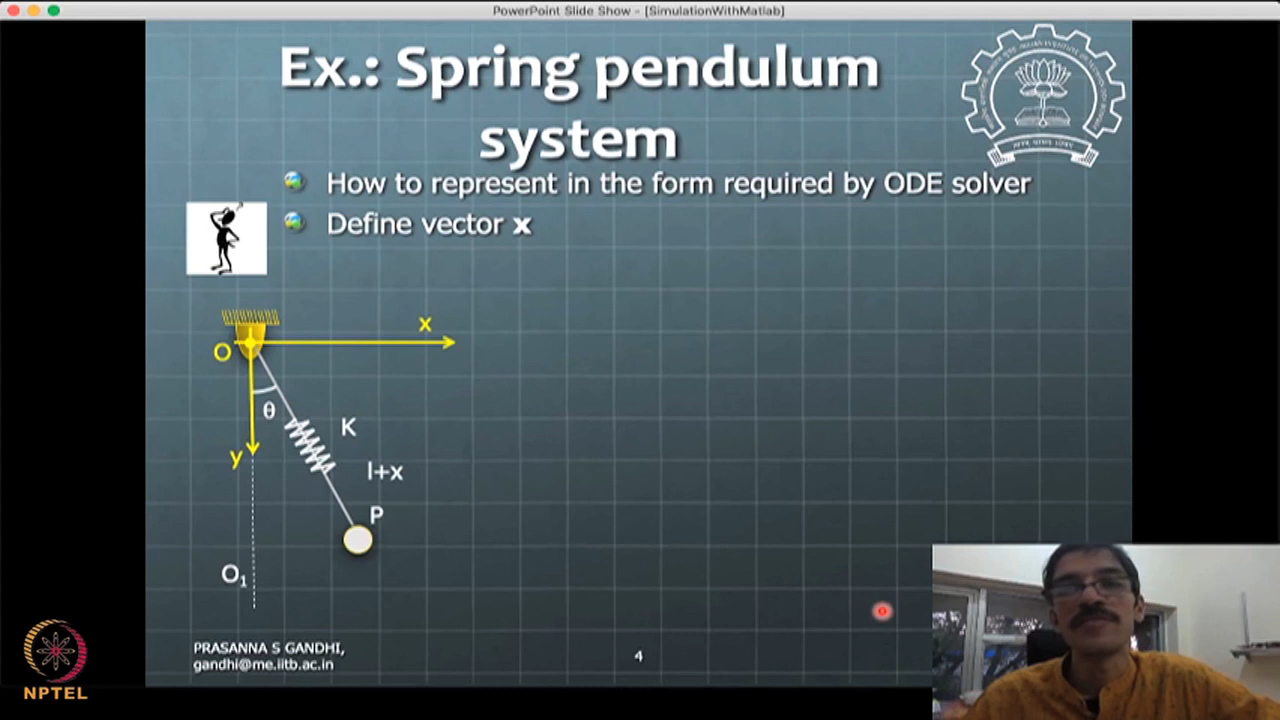 PowerPoint Slide Show - [SimulationWithMatlab]
Ex.: Spring pendulum
system
How to represent in the form required by ODE solver
Define vector x
x
O
θ
K
y
l+x
P
O₁
PRASANNA S GANDHI,
gandhi@me.iitb.ac.in
4
NPTEL